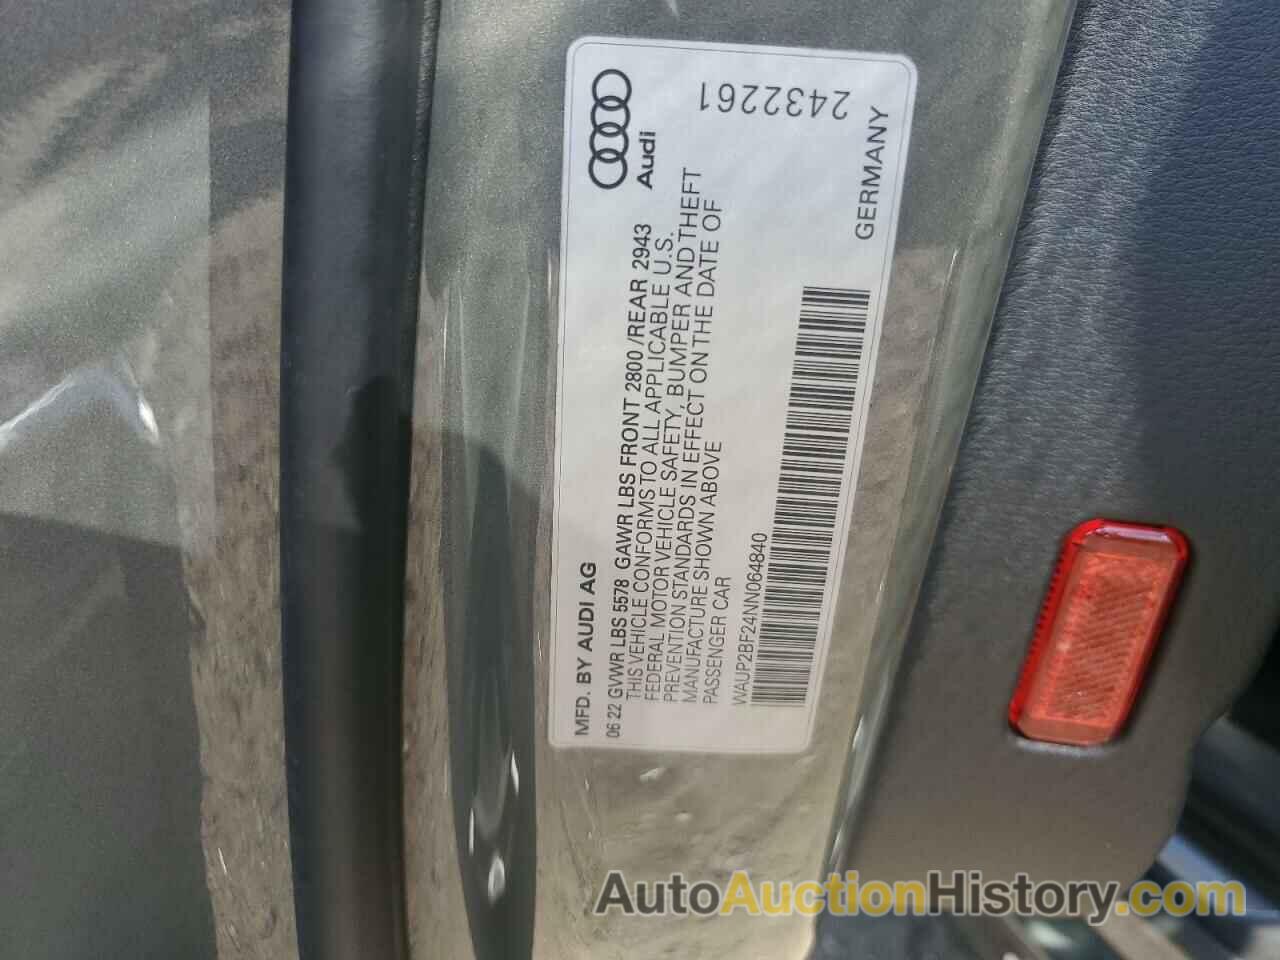 Audi
MFD. BY AUDI AG
06 22 GVWR LBS 5578 GAWR LBS FRONT 2800 /REAR 2943
THIS VEHICLE CONFORMS TO ALL APPLICABLE U.S.
FEDERAL MOTOR VEHICLE SAFETY, BUMPER AND THEFT
PREVENTION STANDARDS IN EFFECT ON THE DATE OF
MANUFACTURE SHOWN ABOVE
PASSENGER CAR
WAUP2BF24NN064840
2432261
GERMANY
AutoAuctionHistory.com